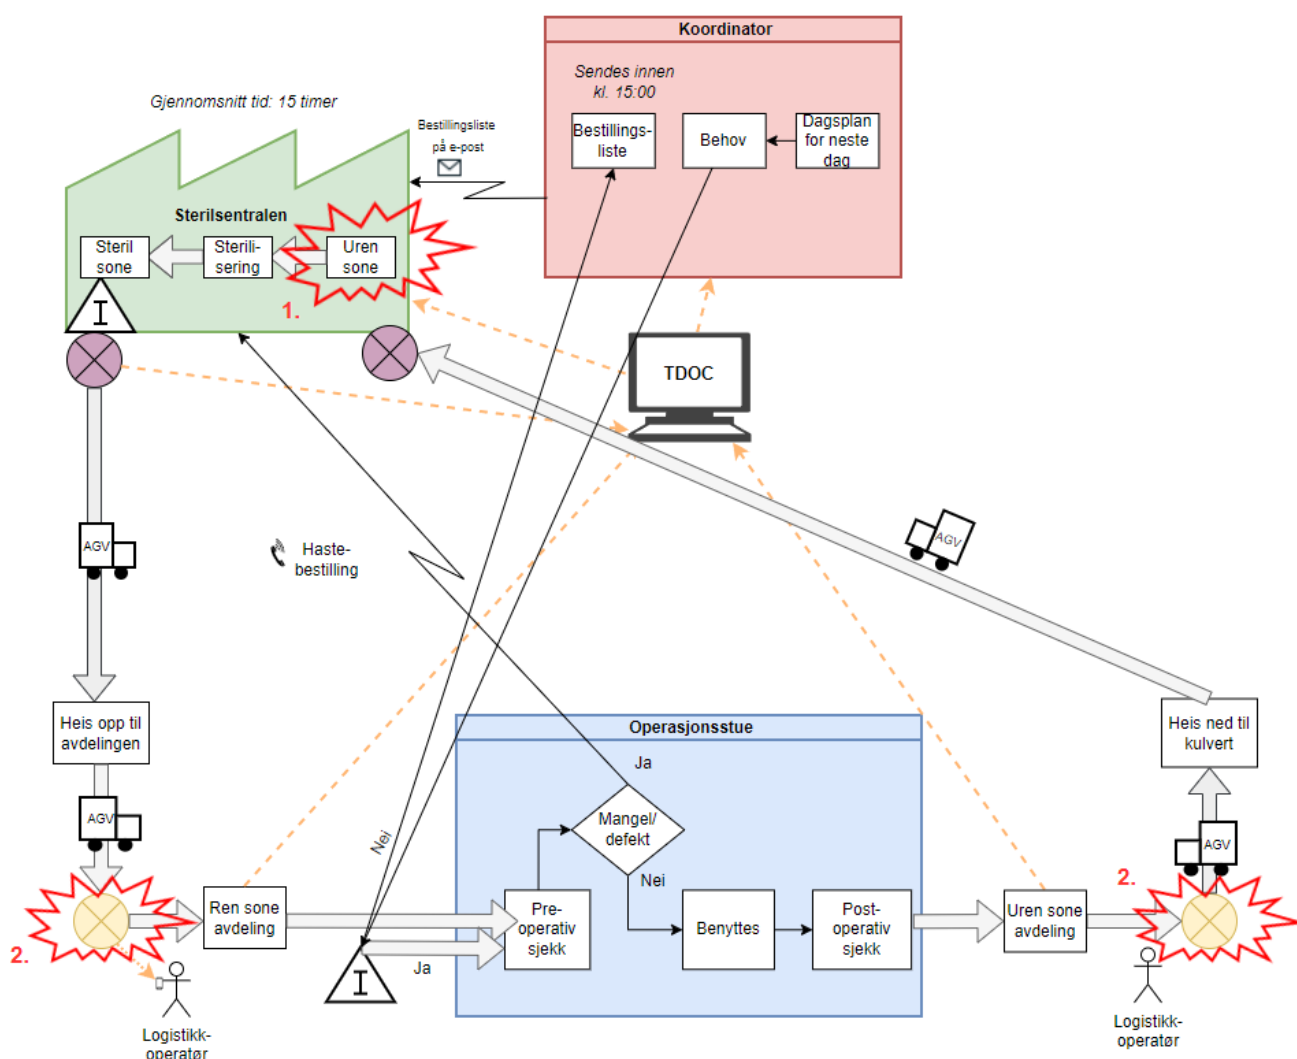 Koordinator
Sendes innen
kl. 15:00
Bestillings-
liste
Behov
Dagsplan
for neste
dag
Gjennomsnitt tid: 15 timer
Bestillingsliste
på e-post
Sterilsentralen
Steril
sone
Sterili-
sering
Uren
sone
1.
I
TDOC
AGV
Haste-
bestilling
AGV
Heis opp til
avdelingen
AGV
Heis ned til
kulvert
AGV
Operasjonsstue
Ja
Mangel/
defekt
Nei
Nei
2.
Ren sone
avdeling
Pre-
operativ
sjekk
Benyttes
Post-
operativ
sjekk
Uren sone
avdeling
2.
Ja
I
Logistikk-
operatør
Logistikk-
operatør